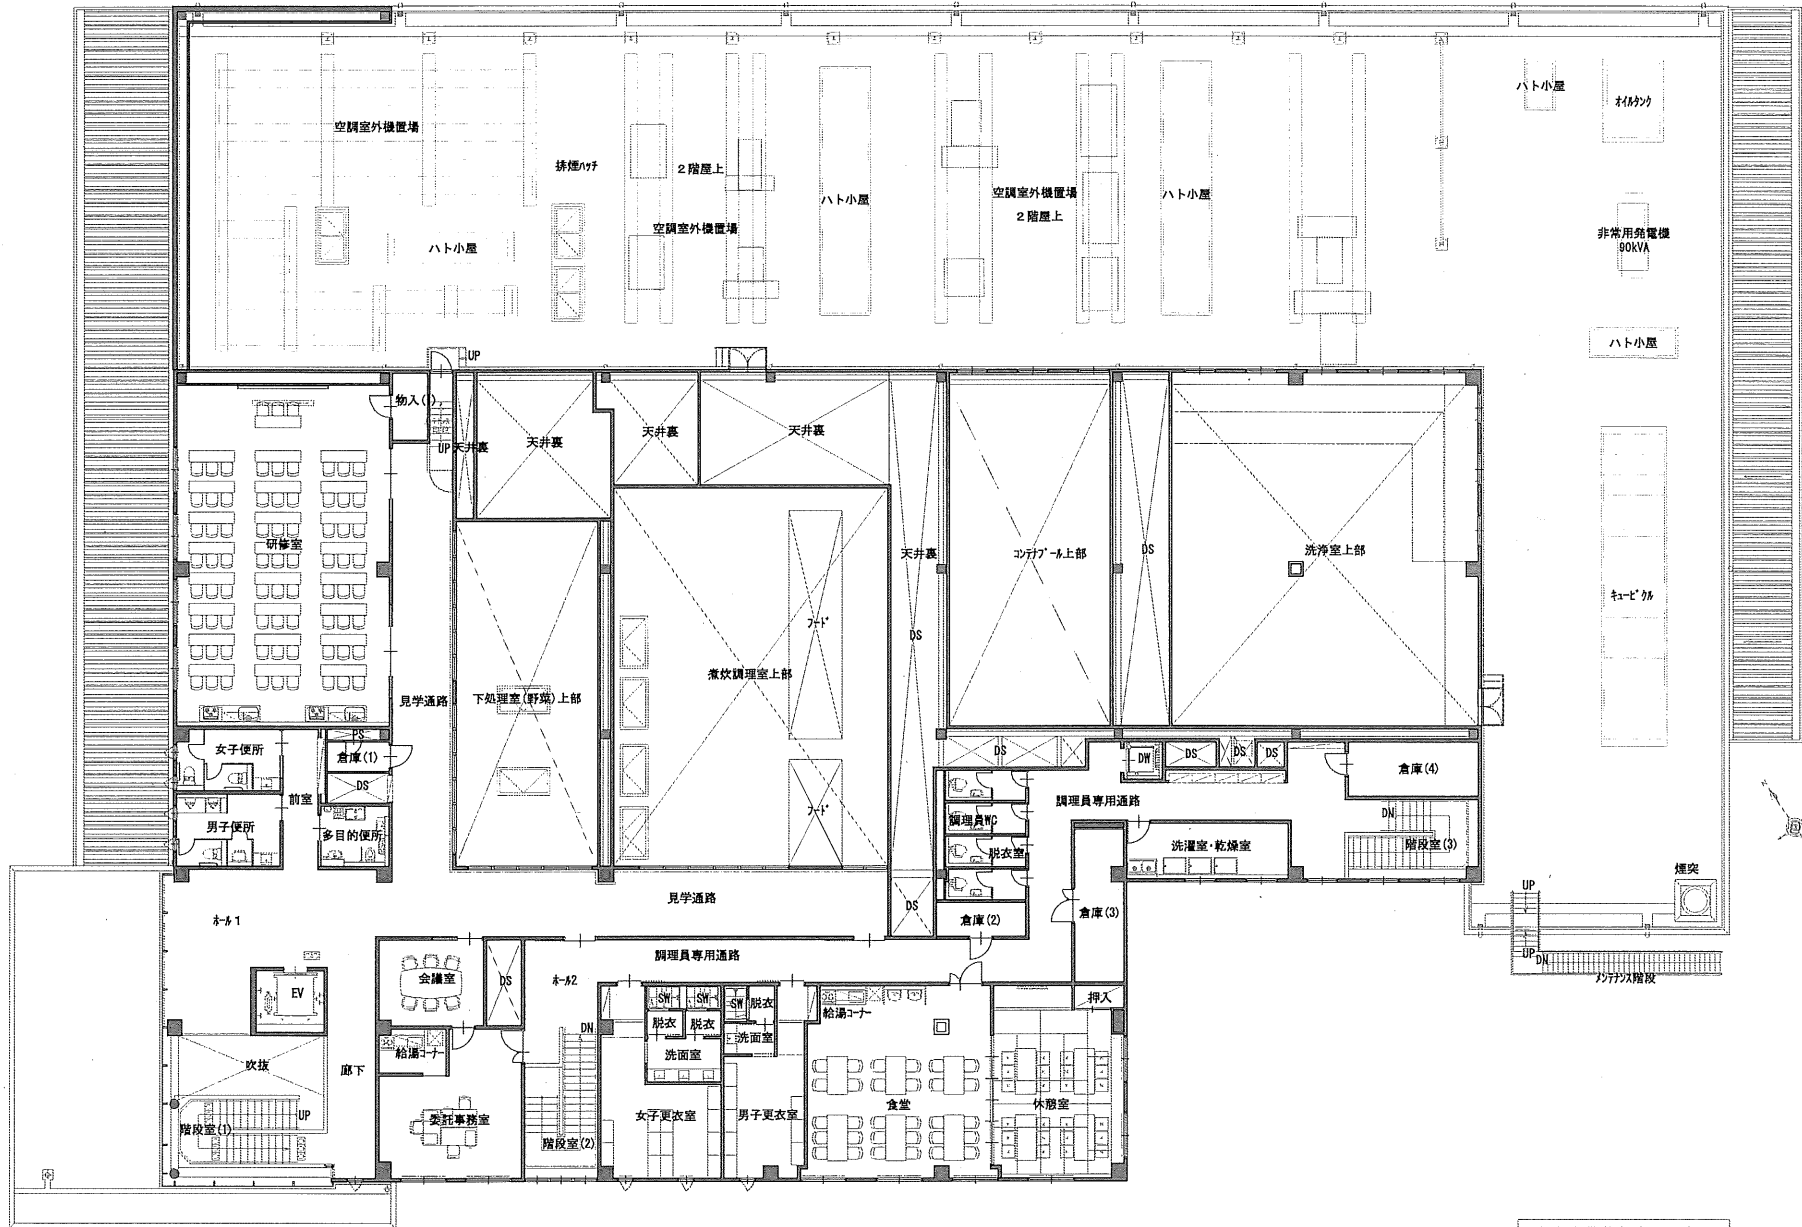 ハト小屋
オイルタンク
空調室外機置場
排煙ハッチ
2階屋上
ハト小屋
空調室外機置場
2階屋上
ハト小屋
空調室外機置場
ハト小屋
非常用発電機
90kVA
ハト小屋
UP
物入(1)
UP
天井裏
天井裏
天井裏
天井裏
研修室
天井裏
コンテナプール上部
DS
洗浄室上部
キュービクル
フード
DS
煮炊調理室上部
見学通路
下処理室(野菜)上部
PS
女子便所
倉庫(1)
DS
DS
DW
DS
DS
DS
倉庫(4)
前室
フード
調理員専用通路
男子便所
多目的便所
調理員WC
DN
洗濯室・乾燥室
階段室(3)
脱衣室
煙突
見学通路
UP
DS
倉庫(2)
倉庫(3)
ホール1
調理員専用通路
UP
DN
メンテナンス階段
会議室
DS
ホール2
EV
SW
SW
SW
脱衣
給湯コーナー
押入
脱衣
脱衣
洗面室
DN
洗面室
給湯コーナー
吹抜
廊下
食堂
休憩室
UP
階段室(1)
委託事務室
女子更衣室
男子更衣室
階段室(2)